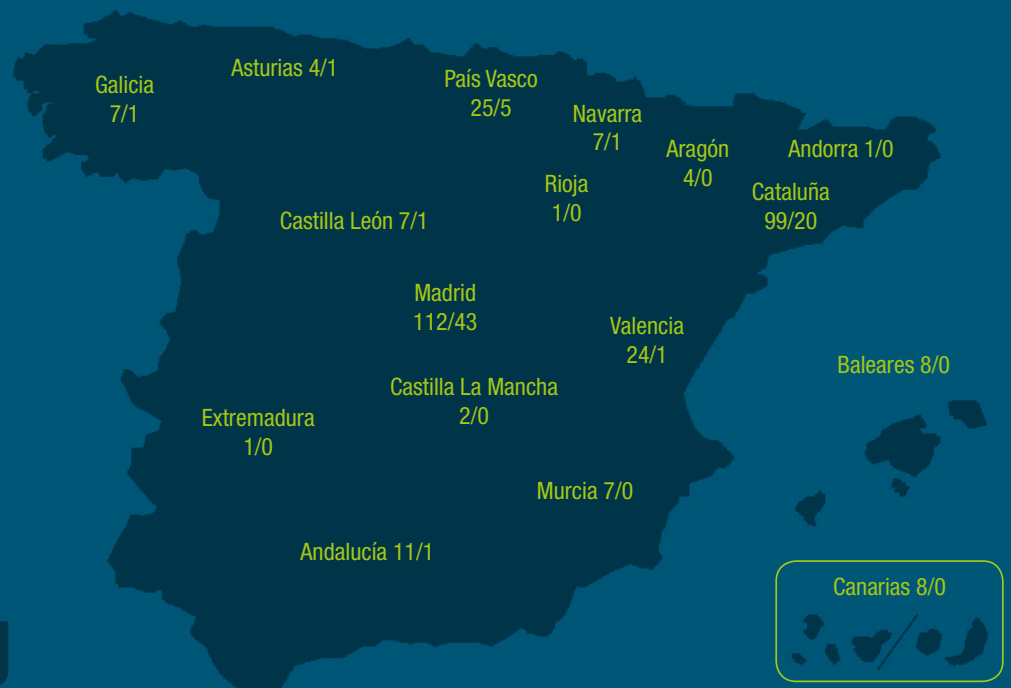 Asturias 4/1
País Vasco
25/5
Galicia
7/1
Navarra
7/1
Aragón
4/0
Andorra 1/0
Rioja
1/0
Cataluña
99/20
Castilla León 7/1
Madrid
112/43
Valencia
24/1
Baleares 8/0
Castilla La Mancha
2/0
Extremadura
1/0
Murcia 7/0
Andalucía 11/1
Canarias 8/0